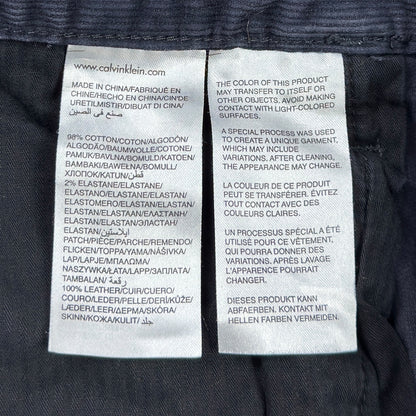 www.calvinklein.com
MADE IN CHINA/FABRIQUÉ EN
CHINE/HECHO EN CHINA/IN CHINA
URETILMISTIR/DIBUAT DI CINA/
صنع في الصين
98% COTTON/COTON/ALGODÓN/
ALGODÃO/BAUMWOLLE/COTONE/
PAMUK/BAVLNA/BOMULD/KATOEN/
BAMBAKI/BAWEŁNA/BOMULL/
ХЛОПОК/KATUN/قطن
2% ELASTANE/ELASTANE/
ELASTANO/ELASTANO/ELASTAN/
ELASTOMERO/ELASTAN/ELASTAN/
ELASTAN/ELASTAAN/ΕΛΑΣΤΑΝΗ/
ELASTAN/ELASTAN/ЭЛАСТАН/
ELASTANE/إيلاستين
PATCH/PIÈCE/PARCHE/REMENDO/
FLICKEN/TOPPA/YAMA/NÁŠIVKA/
LAP/LAPJE/ΜΠΑΛΩΜΑ/
NASZYWKA/LAPP/ЗАПЛАТА/
TAMBALAN/رقعة
100% LEATHER/CUIR/CUERO/
COURO/LEDER/PELLE/DERİ/KŮŽE/
LÆDER/LEER/ΔΕΡΜΑ/SKÓRA/
SKINN/КОЖА/KULIT/جلد
THE COLOR OF THIS PRODUCT
MAY TRANSFER TO ITSELF OR
OTHER OBJECTS. AVOID MAKING
CONTACT WITH LIGHT-COLORED
SURFACES.
A SPECIAL PROCESS WAS USED
TO CREATE A UNIQUE GARMENT,
WHICH MAY INCLUDE
VARIATIONS. AFTER CLEANING,
THE APPEARANCE MAY CHANGE.
LA COULEUR DE CE PRODUIT
PEUT SE TRANSFÉRER. ÉVITEZ
TOUT CONTACT AVEC DES
COULEURS CLAIRES.
UN PROCESSUS SPÉCIAL A ÉTÉ
UTILISÉ POUR CE VÊTEMENT,
QUI POURRA DONNER DES
VARIATIONS. APRÈS LAVAGE
L'APPARENCE POURRAIT
CHANGER.
DIESES PRODUKT KANN
ABFAERBEN. KONTAKT MIT
HELLEN FARBEN VERMEIDEN.